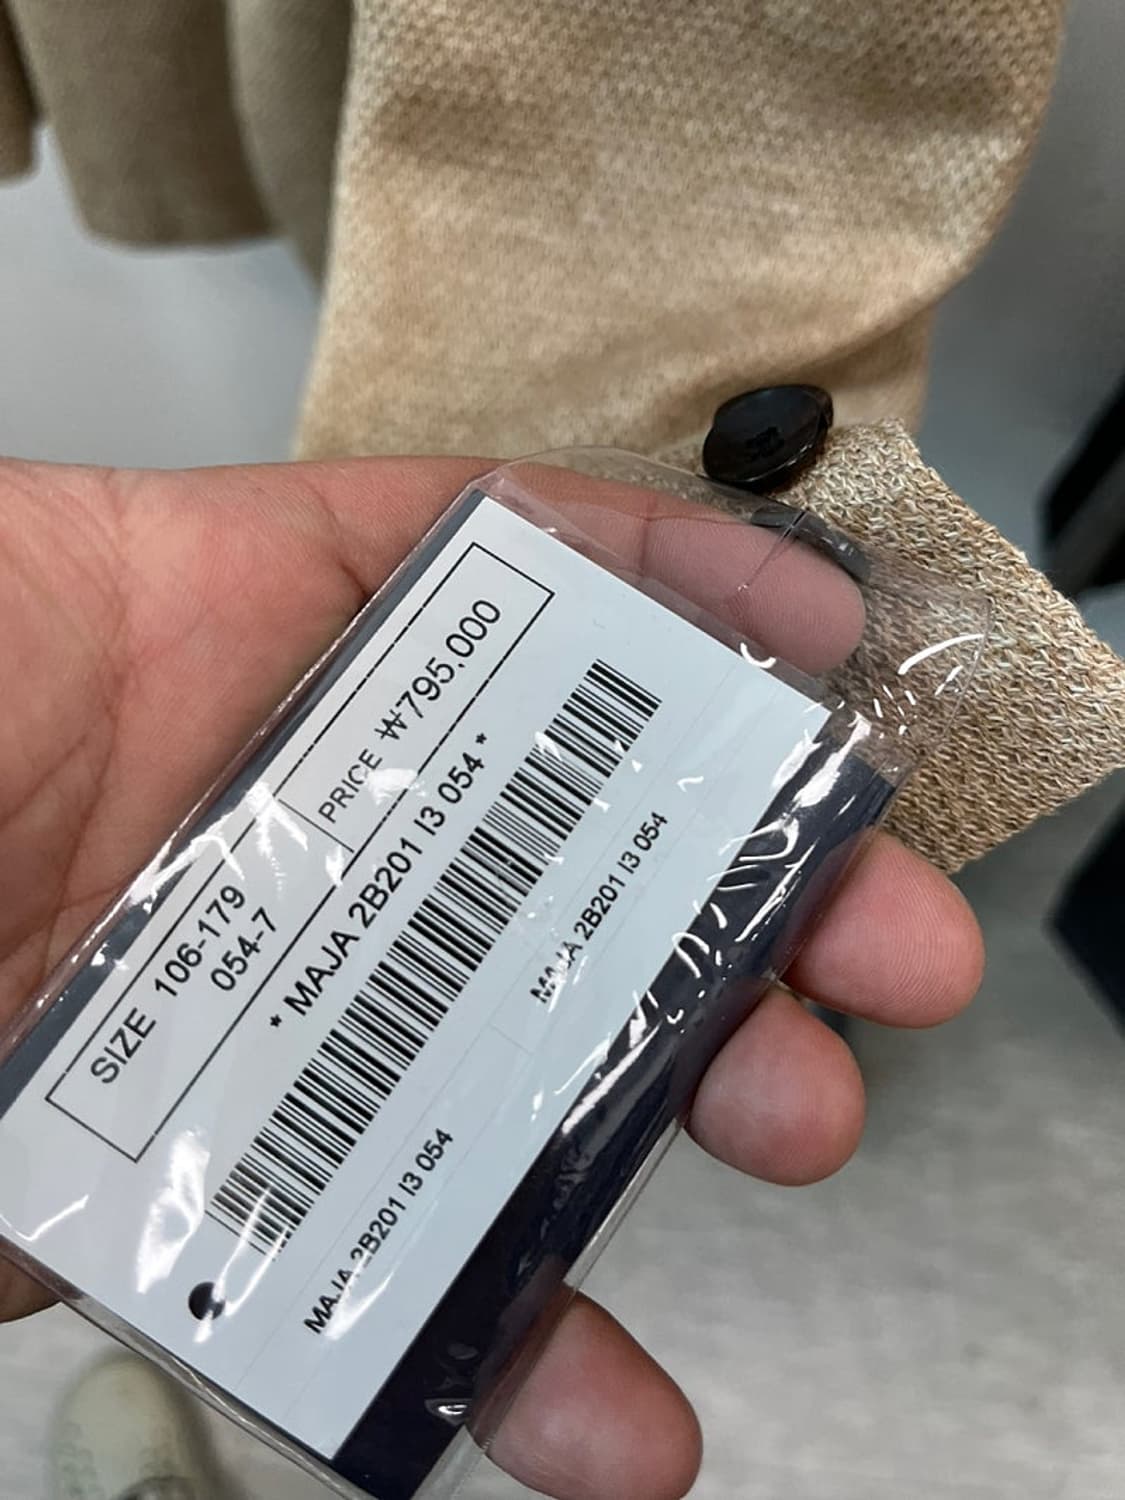 SIZE 106-179
054-7
PRICE ₩795,000
* MAJA 2B201 I3 054 *
MAJA 2B201 I3 054
MAJA 2B201 I3 054